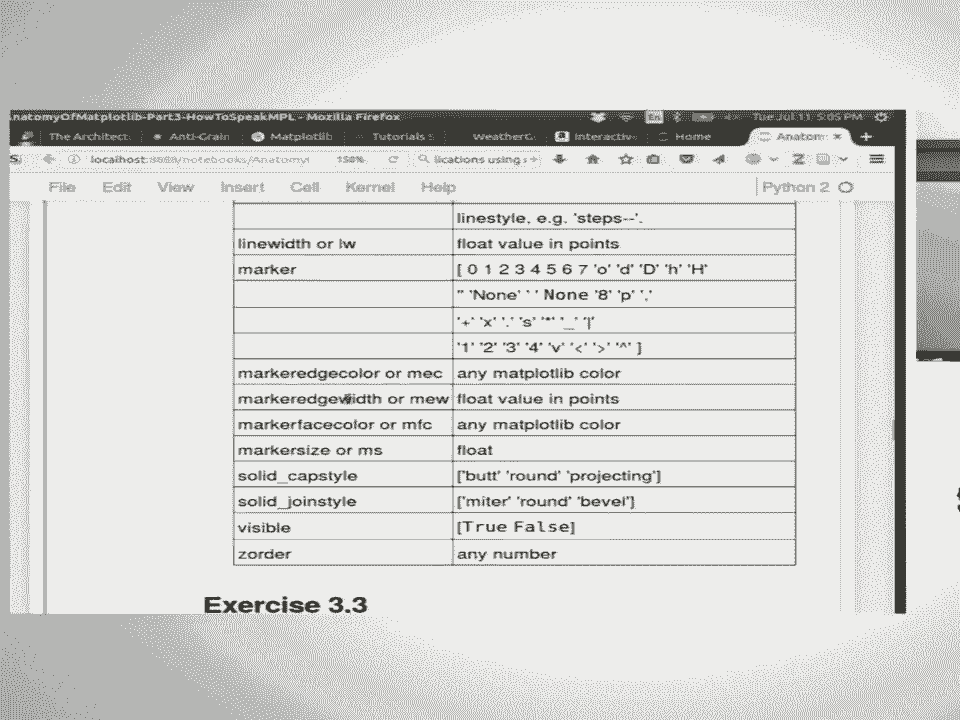 natomyOfMatplotlib-Part3-HowToSpeakMPL - Mozilla Firefox En Tue Jul 11 5:05 PM
The Architect Anti-Grain Matplotlib Tutorials WeatherG Interactiv Home Anatom
localhost:8888/notebooks/Anatomy 150% lications using
File Edit View Insert Cell Kernel Help Python 2
linestyle, e.g. 'steps--'.
linewidth or lw float value in points
marker [ 0 1 2 3 4 5 6 7 'o' 'd' 'D' 'h' 'H'
'' 'None' ' ' None '8' 'p' ','
'+' 'x' '.' 's' '*' '_' '|'
'1' '2' '3' '4' 'v' '<' '>' '^' ]
markeredgecolor or mec any matplotlib color
markeredgewidth or mew float value in points
markerfacecolor or mfc any matplotlib color
markersize or ms float
solid_capstyle ['butt' 'round' 'projecting']
solid_joinstyle ['miter' 'round' 'bevel']
visible [True False]
zorder any number
Exercise 3.3